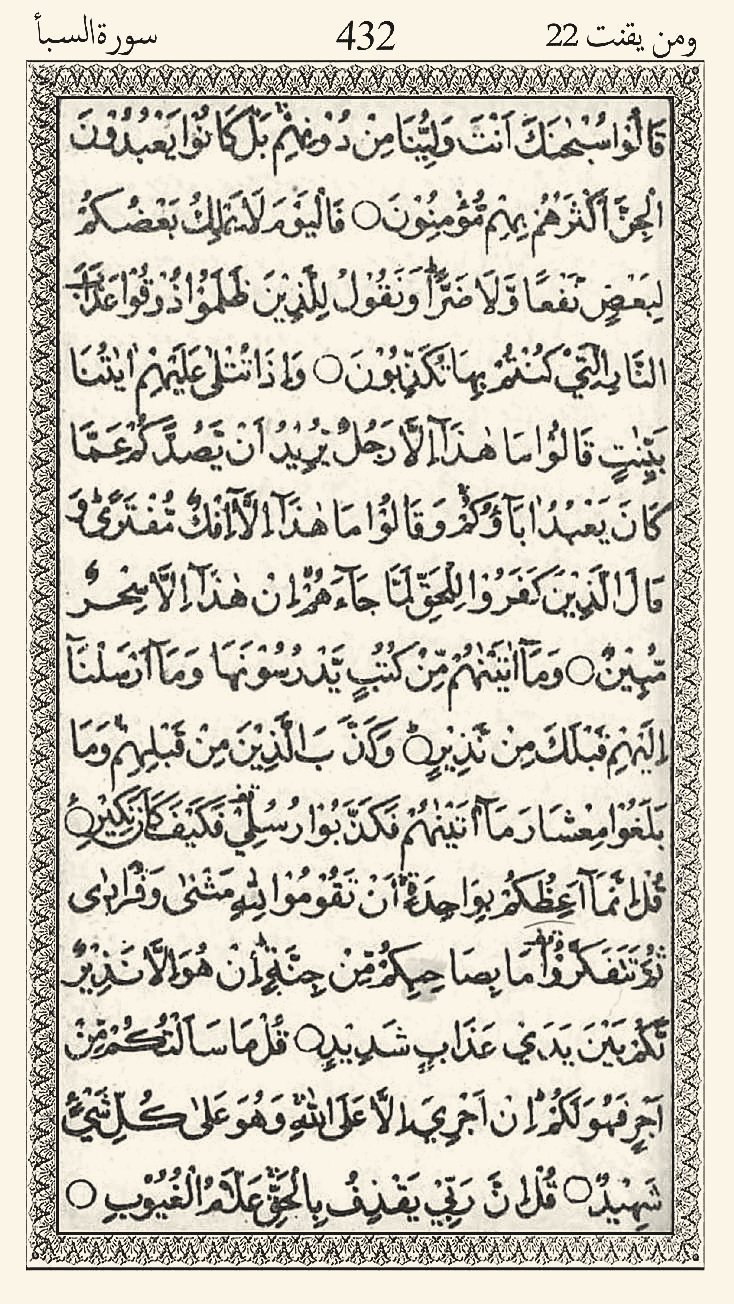 ومن يقنت 22
432
سورة السبأ
قَالُوْا سُبْحٰنَكَ اَنْتَ وَلِيُّنَا مِنْ دُوْنِهِمْ ۚ بَلْ كَانُوْا يَعْبُدُوْنَ
الْجِنَّ ۚ اَكْثَرُهُمْ بِهِمْ مُّؤْمِنُوْنَ ○ فَالْيَوْمَ لَا يَمْلِكُ بَعْضُكُمْ
لِبَعْضٍ نَّفْعًا وَّلَا ضَرًّا ؕ وَنَقُوْلُ لِلَّذِيْنَ ظَلَمُوْا ذُوْقُوْا عَذَابَ
النَّارِ الَّتِيْ كُنْتُمْ بِهَا تُكَذِّبُوْنَ ○ وَاِذَا تُتْلٰى عَلَيْهِمْ اٰيٰتُنَا
بَيِّنٰتٍ قَالُوْا مَا هٰذَاۤ اِلَّا رَجُلٌ يُّرِيْدُ اَنْ يَّصُدَّكُمْ عَمَّا
كَانَ يَعْبُدُ اٰبَآؤُكُمْ ۚ وَقَالُوْا مَا هٰذَاۤ اِلَّاۤ اِفْكٌ مُّفْتَرًى ؕ وَ
قَالَ الَّذِيْنَ كَفَرُوْا لِلْحَقِّ لَمَّا جَآءَهُمْ ۙ اِنْ هٰذَاۤ اِلَّا سِحْرٌ
مُّبِيْنٌ ○ وَمَاۤ اٰتَيْنٰهُمْ مِّنْ كُتُبٍ يَّدْرُسُوْنَهَا وَمَاۤ اَرْسَلْنَاۤ
اِلَيْهِمْ قَبْلَكَ مِنْ نَّذِيْرٍ ○ وَكَذَّبَ الَّذِيْنَ مِنْ قَبْلِهِمْ ۙ وَمَا
بَلَغُوْا مِعْشَارَ مَاۤ اٰتَيْنٰهُمْ فَكَذَّبُوْا رُسُلِيْ ۫ فَكَيْفَ كَانَ نَكِيْرِ ○
قُلْ اِنَّمَاۤ اَعِظُكُمْ بِوَاحِدَةٍ ۚ اَنْ تَقُوْمُوْا لِلّٰهِ مَثْنٰى وَفُرَادٰى
ثُمَّ تَتَفَكَّرُوْا ۫ مَا بِصَاحِبِكُمْ مِّنْ جِنَّةٍ ؕ اِنْ هُوَ اِلَّا نَذِيْرٌ
لَّكُمْ بَيْنَ يَدَيْ عَذَابٍ شَدِيْدٍ ○ قُلْ مَا سَاَلْتُكُمْ مِّنْ
اَجْرٍ فَهُوَ لَكُمْ ؕ اِنْ اَجْرِيَ اِلَّا عَلَى اللّٰهِ ۚ وَهُوَ عَلٰى كُلِّ شَيْءٍ
شَهِيْدٌ ○ قُلْ اِنَّ رَبِّيْ يَقْذِفُ بِالْحَقِّ ۚ عَلَّامُ الْغُيُوْبِ ○